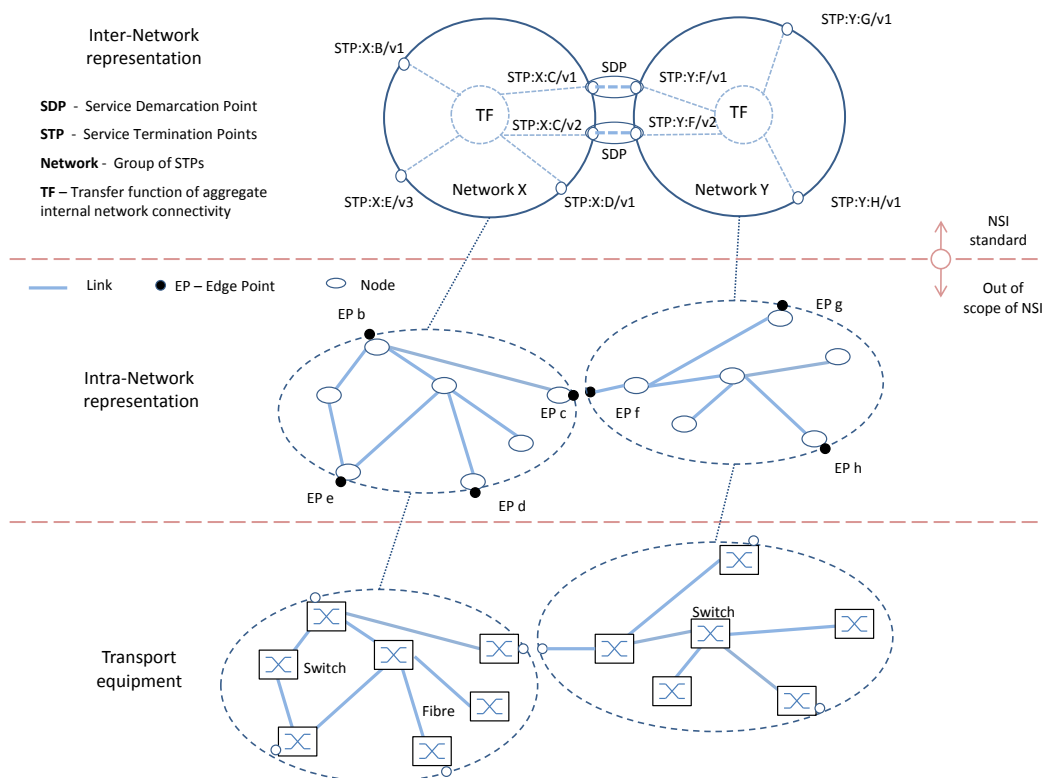 Inter-Network
representation
SDP - Service Demarcation Point
STP - Service Termination Points
Network - Group of STPs
TF – Transfer function of aggregate
internal network connectivity
STP:X:B/v1
STP:X:C/v1
SDP
STP:Y:F/v1
STP:Y:G/v1
TF
TF
STP:X:C/v2
STP:Y:F/v2
SDP
Network X
Network Y
STP:X:E/v3
STP:X:D/v1
STP:Y:H/v1
NSI
standard
Out of
scope of NSI
Link
EP – Edge Point
Node
EP b
EP g
Intra-Network
representation
EP c
EP f
EP e
EP d
EP h
Transport
equipment
Switch
Switch
Fibre